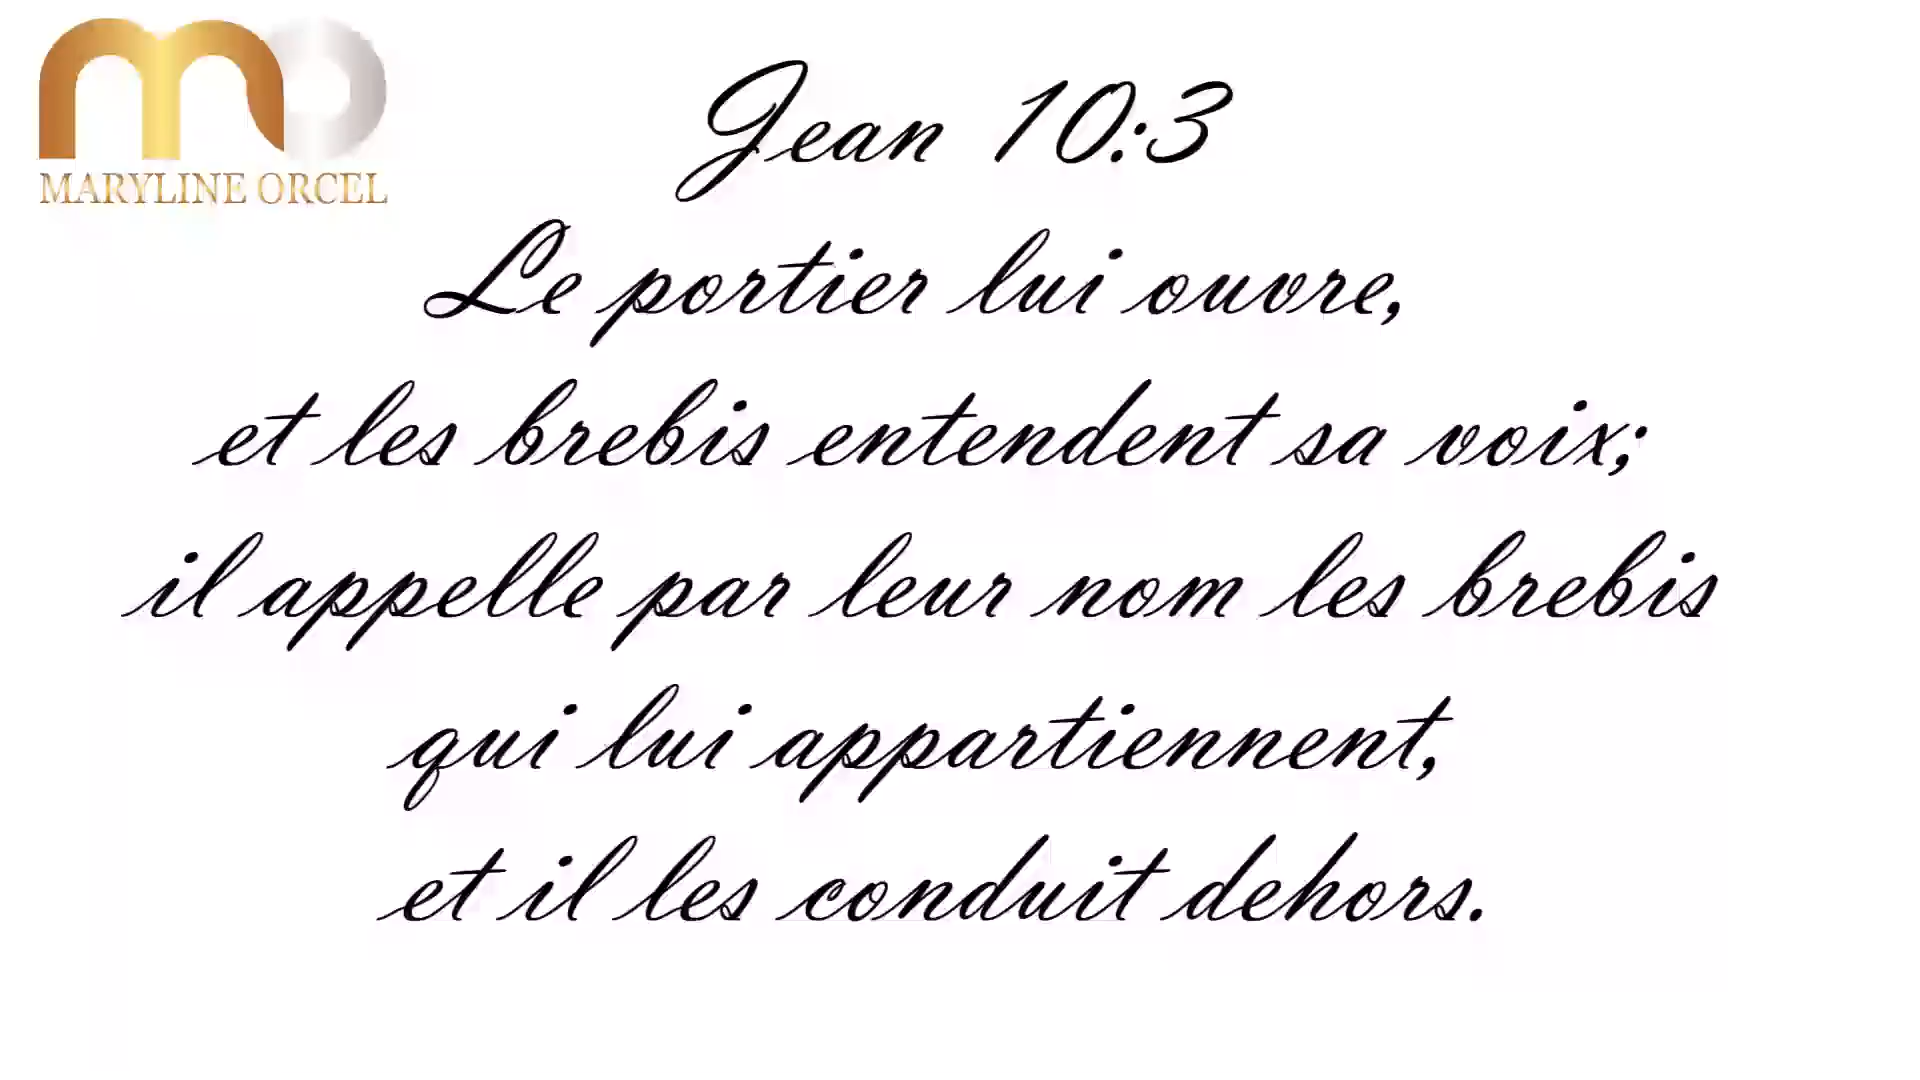 mo
MARYLINE ORCEL
Jean 10:3
Le portier lui ouvre,
et les brebis entendent sa voix;
il appelle par leur nom les brebis
qui lui appartiennent,
et il les conduit dehors.